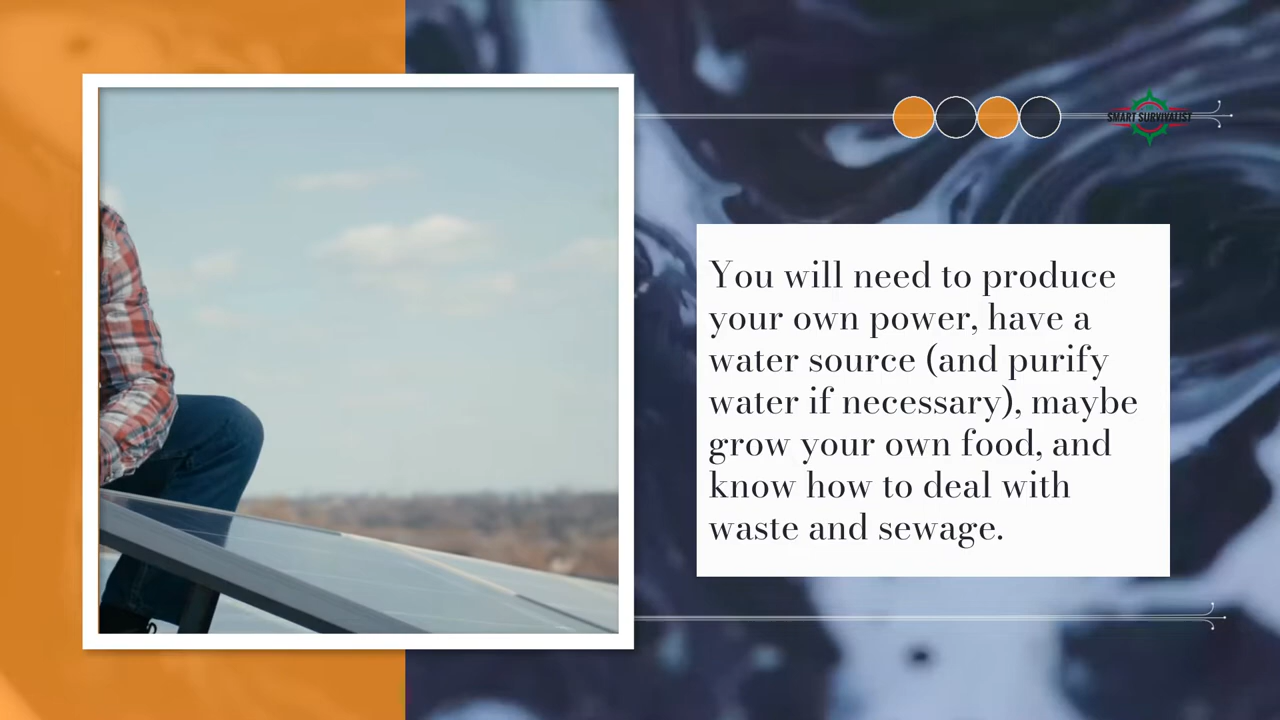 SMART SURVIVALIST
You will need to produce
your own power, have a
water source (and purify
water if necessary), maybe
grow your own food, and
know how to deal with
waste and sewage.